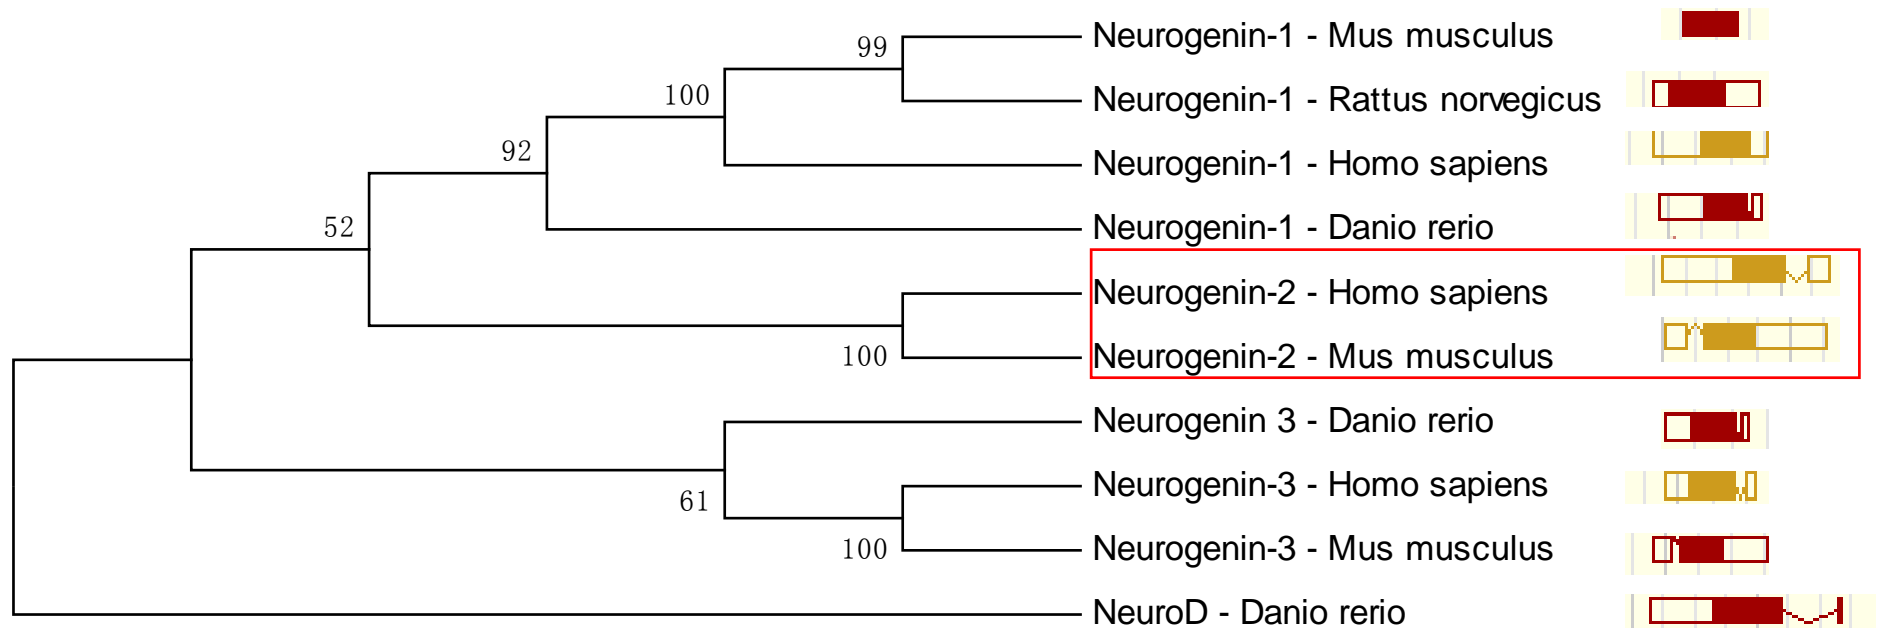 Neurogenin-1 - Mus musculus
99
Neurogenin-1 - Rattus norvegicus
100
92
Neurogenin-1 - Homo sapiens
52
Neurogenin-1 - Danio rerio
Neurogenin-2 - Homo sapiens
100
Neurogenin-2 - Mus musculus
Neurogenin 3 - Danio rerio
61
Neurogenin-3 - Homo sapiens
100
Neurogenin-3 - Mus musculus
NeuroD - Danio rerio